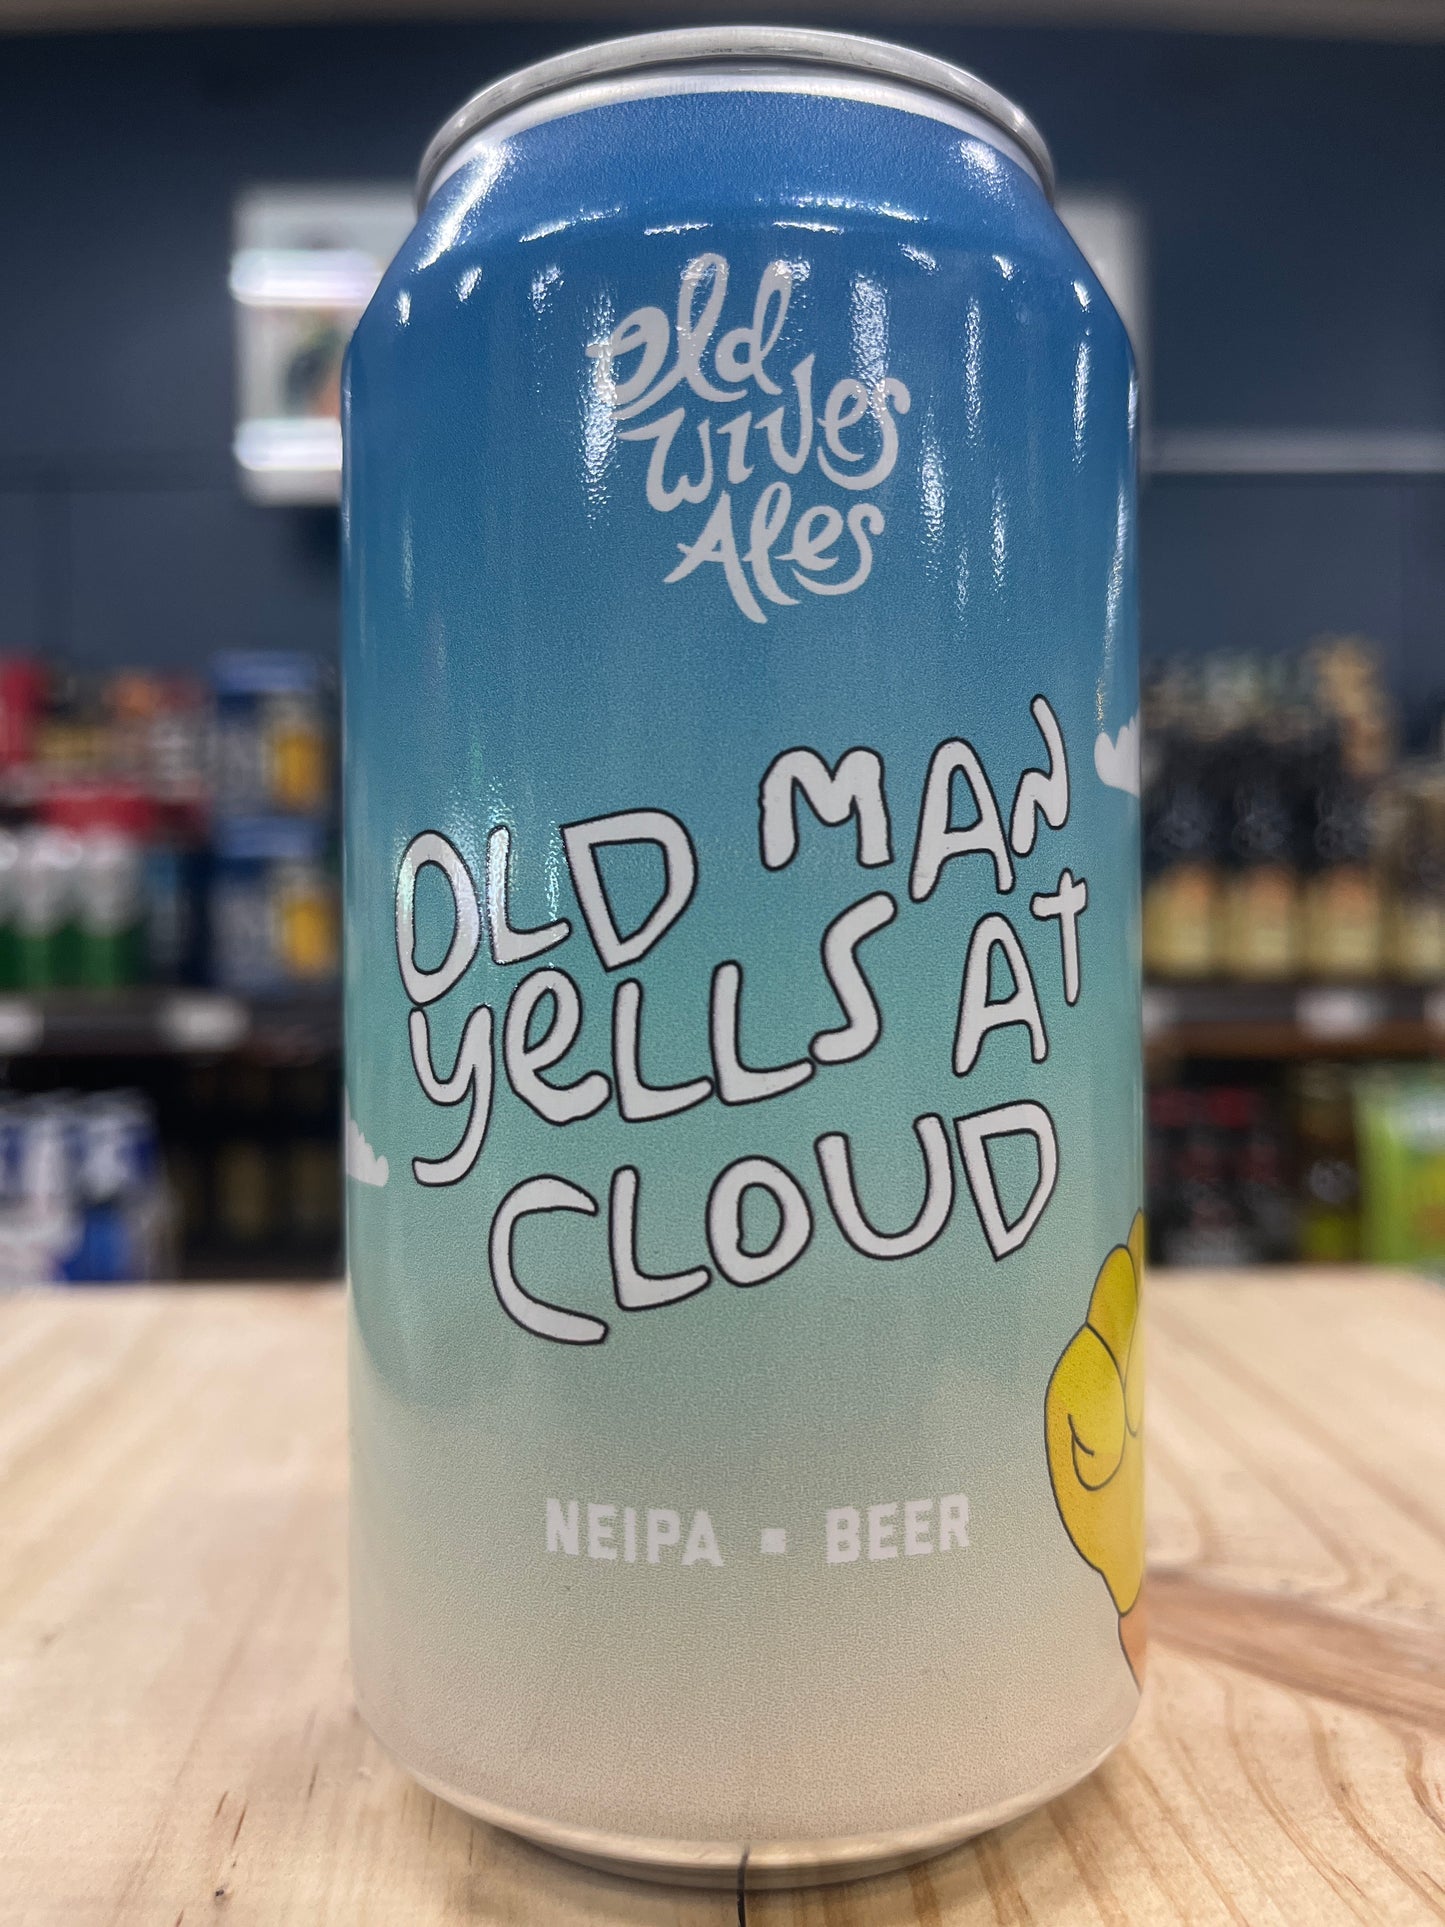 Old
Wives
Ales
OLD MAN
YELLS AT
CLOUD
NEIPA ▪ BEER